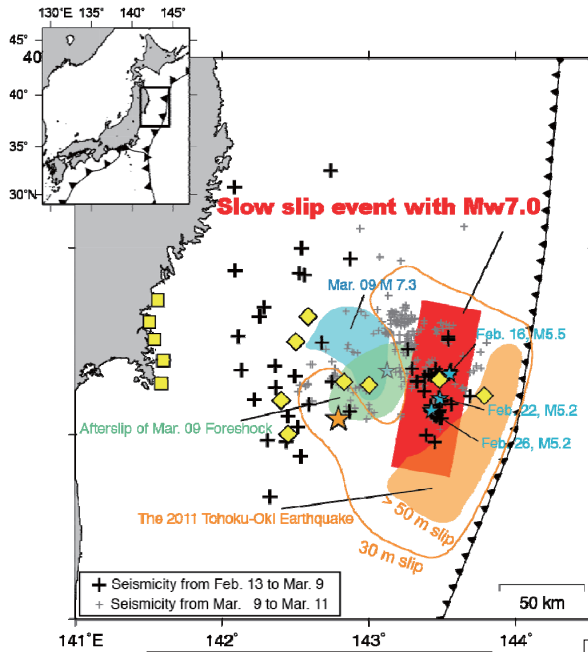 130˚E 135˚ 140˚ 145˚
45˚
40˚
35˚
30˚N
40
Slow slip event with Mw7.0
Mar. 09 M 7.3
Feb. 16, M5.5
Feb. 22, M5.2
Feb. 26, M5.2
Afterslip of Mar. 09 Foreshock
The 2011 Tohoku-Oki Earthquake
> 50 m slip
30 m slip
Seismicity from Feb. 13 to Mar. 9
Seismicity from Mar. 9 to Mar. 11
50 km
141˚E 142˚ 143˚ 144˚